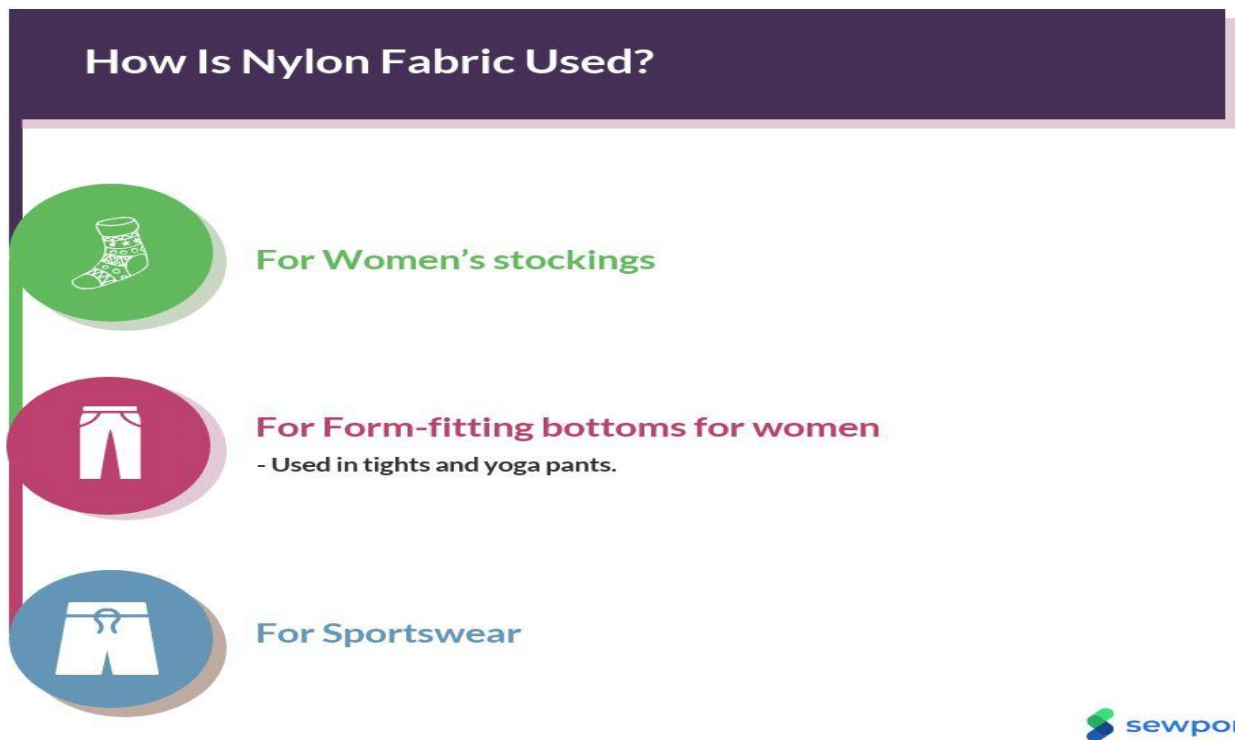 How Is Nylon Fabric Used?
For Women’s stockings
For Form-fitting bottoms for women
- Used in tights and yoga pants.
For Sportswear